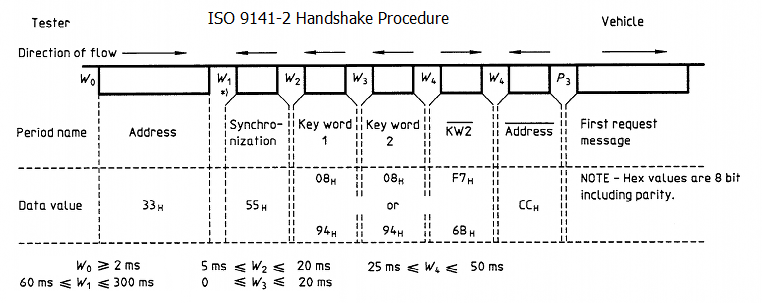 ISO 9141-2 Handshake Procedure
Tester
Vehicle
Direction of flow
W0 W1 W2 W3 W4 W4 P3
*)
Period name
Address
Synchro-
nization
Key word
1
Key word
2
K̅W̅2̅
A̅d̅d̅r̅e̅s̅s̅
First request
message
Data value
33H
55H
08H
94H
08H
or
94H
F7H
6BH
CCH
NOTE - Hex values are 8 bit
including parity.
W0 ⩾ 2 ms
5 ms ⩽ W2 ⩽ 20 ms
25 ms ⩽ W4 ⩽ 50 ms
60 ms ⩽ W1 ⩽ 300 ms
0 ⩽ W3 ⩽ 20 ms